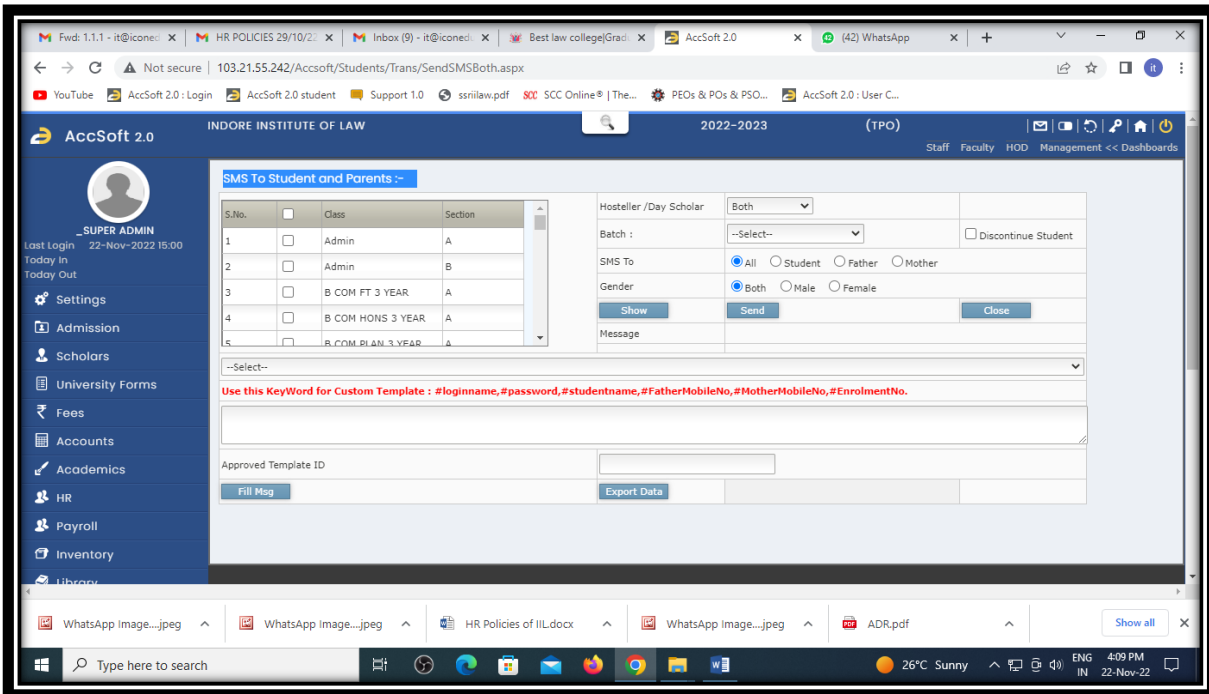 Fwd: 1.1.1 - it@iconed
HR POLICIES 29/10/22
Inbox (9) - it@iconedu
Best law college|Gradu
AccSoft 2.0
(42) WhatsApp
Not secure 103.21.55.242/Accsoft/Students/Trans/SendSMSBoth.aspx
it
YouTube AccSoft 2.0 : Login AccSoft 2.0 student Support 1.0 ssriilaw.pdf SCC SCC Online® | The... PEOs & POs & PSO... AccSoft 2.0 : User C...
AccSoft 2.0
INDORE INSTITUTE OF LAW 2022-2023 (TPO)
Staff Faculty HOD Management << Dashboards
_SUPER ADMIN
Last Login 22-Nov-2022 15:00
Today In
Today Out
Settings
Admission
Scholars
University Forms
Fees
Accounts
Academics
HR
Payroll
Inventory
Library
SMS To Student and Parents :-
S.No. Class Section
1 Admin A
2 Admin B
3 B COM FT 3 YEAR A
4 B COM HONS 3 YEAR A
5 B COM PLAN 3 YEAR A
Hosteller /Day Scholar Both
Batch : --Select-- Discontinue Student
SMS To All Student Father Mother
Gender Both Male Female
Show Send Close
Message
--Select--
Use this KeyWord for Custom Template : #loginname,#password,#studentname,#FatherMobileNo,#MotherMobileNo,#EnrolmentNo.
Approved Template ID
Fill Msg Export Data
WhatsApp Image....jpeg WhatsApp Image....jpeg HR Policies of IIL.docx WhatsApp Image....jpeg ADR.pdf Show all
Type here to search
26°C Sunny
ENG
IN
4:09 PM
22-Nov-22